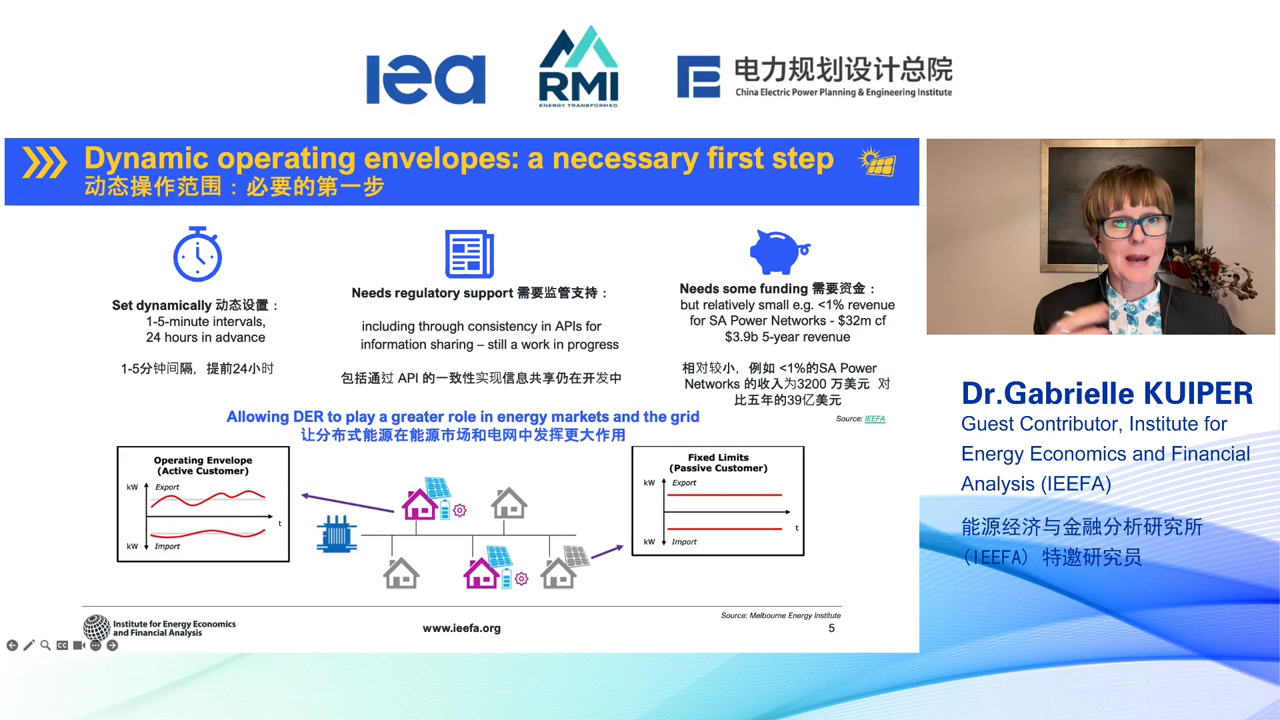 iea
RMI
ENERGY. TRANSFORMED.
电力规划设计总院
China Electric Power Planning & Engineering Institute
Dynamic operating envelopes: a necessary first step
动态操作范围：必要的第一步
Set dynamically 动态设置：
1-5-minute intervals,
24 hours in advance
1-5分钟间隔，提前24小时
Needs regulatory support 需要监管支持：
including through consistency in APIs for
information sharing – still a work in progress
包括通过 API 的一致性实现信息共享仍在开发中
Needs some funding 需要资金：
but relatively small e.g. <1% revenue
for SA Power Networks - $32m cf
$3.9b 5-year revenue
相对较小，例如 <1%的SA Power
Networks 的收入为3200 万美元 对
比五年的39亿美元
Source: IEEFA
Allowing DER to play a greater role in energy markets and the grid
让分布式能源在能源市场和电网中发挥更大作用
Operating Envelope
(Active Customer)
kW
Export
t
kW
Import
Fixed Limits
(Passive Customer)
kW
Export
t
kW
Import
Source: Melbourne Energy Institute
Institute for Energy Economics
and Financial Analysis
www.ieefa.org
5
CC
Dr.Gabrielle KUIPER
Guest Contributor, Institute for
Energy Economics and Financial
Analysis (IEEFA)
能源经济与金融分析研究所
（IEEFA）特邀研究员